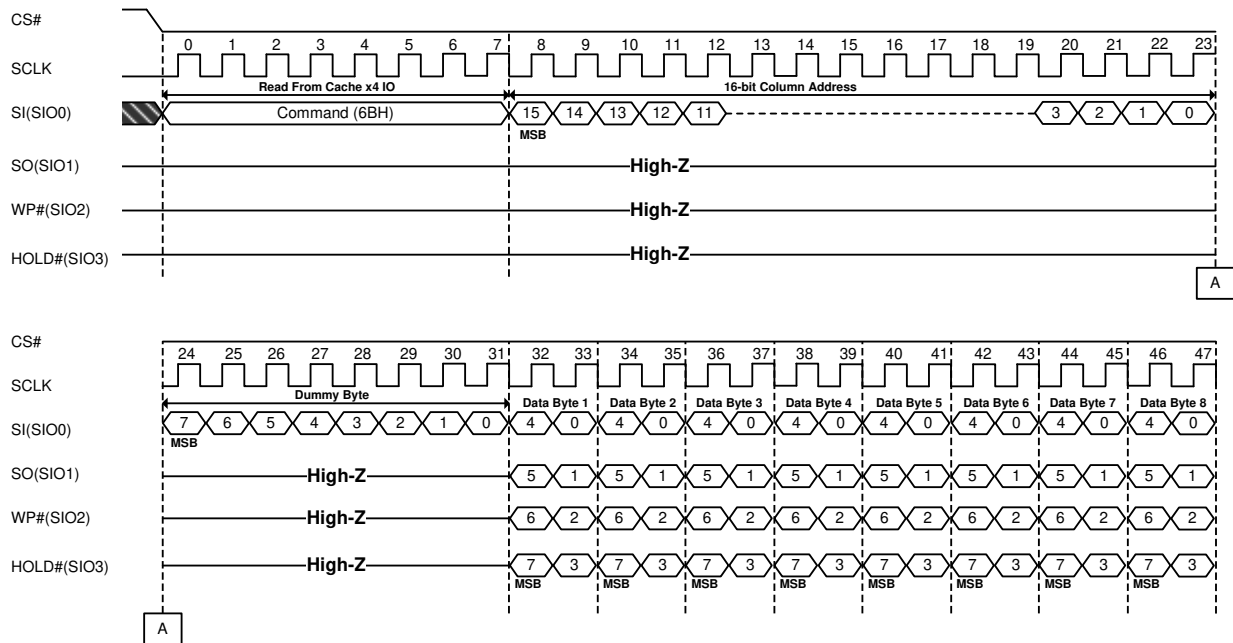 CS#
0 1 2 3 4 5 6 7 8 9 10 11 12 13 14 15 16 17 18 19 20 21 22 23
SCLK
Read From Cache x4 IO 16-bit Column Address
SI(SIO0) Command (6BH) 15 14 13 12 11 3 2 1 0
MSB
SO(SIO1) High-Z
WP#(SIO2) High-Z
HOLD#(SIO3) High-Z
A
CS#
24 25 26 27 28 29 30 31 32 33 34 35 36 37 38 39 40 41 42 43 44 45 46 47
SCLK
Dummy Byte Data Byte 1 Data Byte 2 Data Byte 3 Data Byte 4 Data Byte 5 Data Byte 6 Data Byte 7 Data Byte 8
SI(SIO0) 7 6 5 4 3 2 1 0 4 0 4 0 4 0 4 0 4 0 4 0 4 0 4 0
MSB
SO(SIO1) High-Z 5 1 5 1 5 1 5 1 5 1 5 1 5 1 5 1
WP#(SIO2) High-Z 6 2 6 2 6 2 6 2 6 2 6 2 6 2 6 2
HOLD#(SIO3) High-Z 7 3 7 3 7 3 7 3 7 3 7 3 7 3 7 3
MSB MSB MSB MSB MSB MSB MSB MSB
A